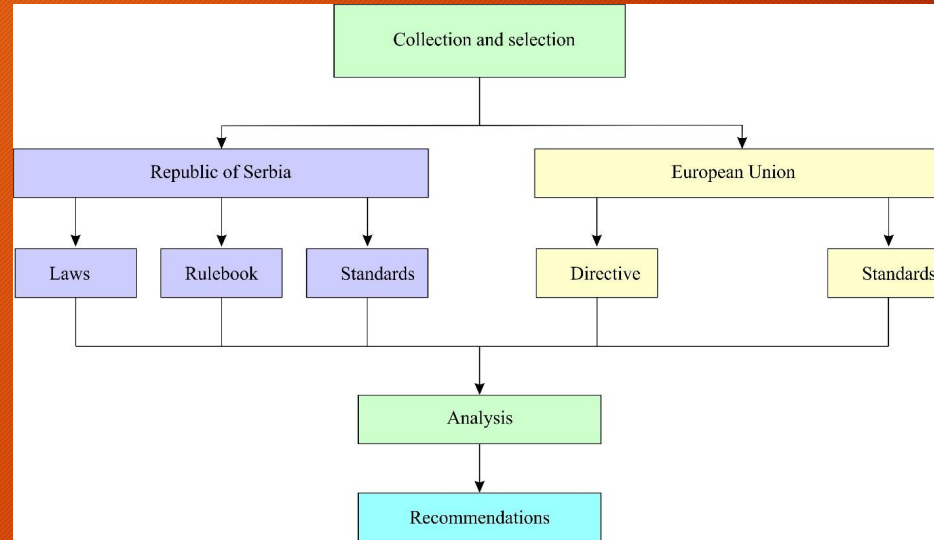 Collection and selection
Republic of Serbia
European Union
Laws
Rulebook
Standards
Directive
Standards
Analysis
Recommendations